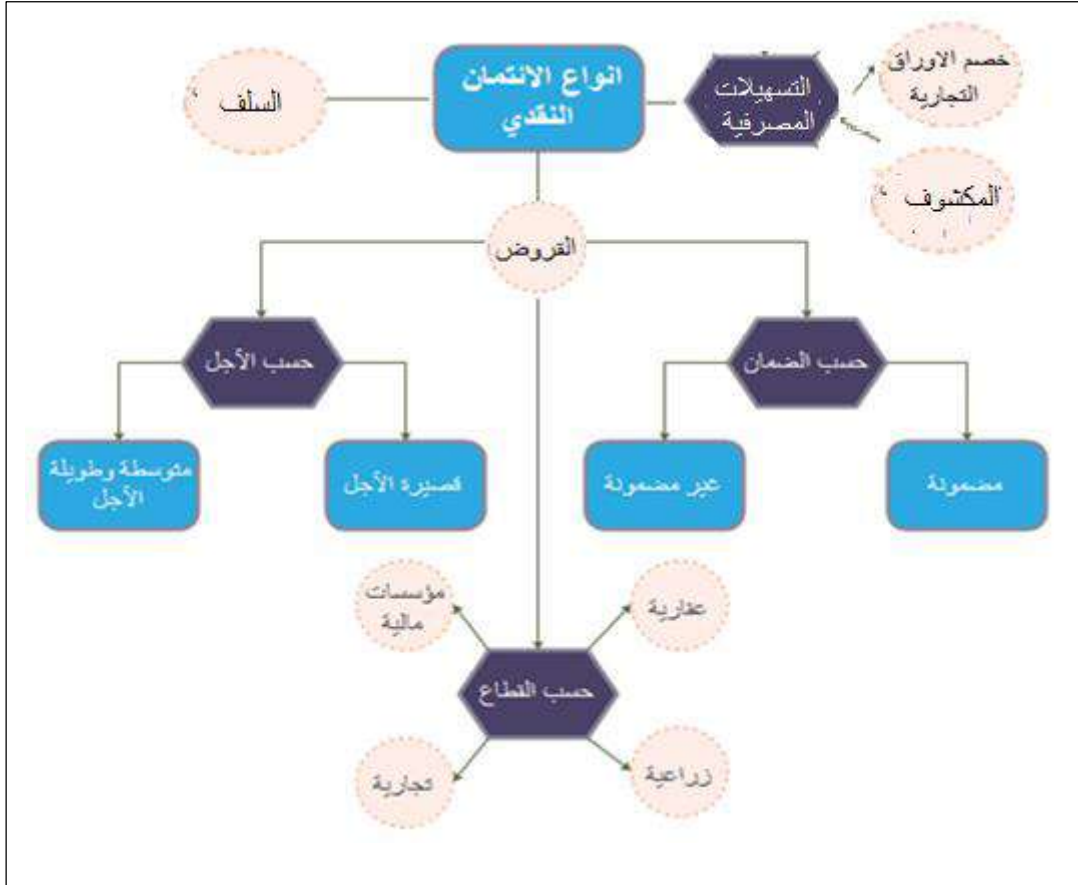 خصم الاوراق
التجارية
التسهيلات
المصرفية
انواع الائتمان
النقدي
السلف
المكشوف
القروض
حسب الضمان
حسب الأجل
مضمونة
غير مضمونة
قصيرة الأجل
متوسطة وطويلة
الأجل
عقارية
مؤسسات
مالية
حسب القطاع
زراعية
تجارية